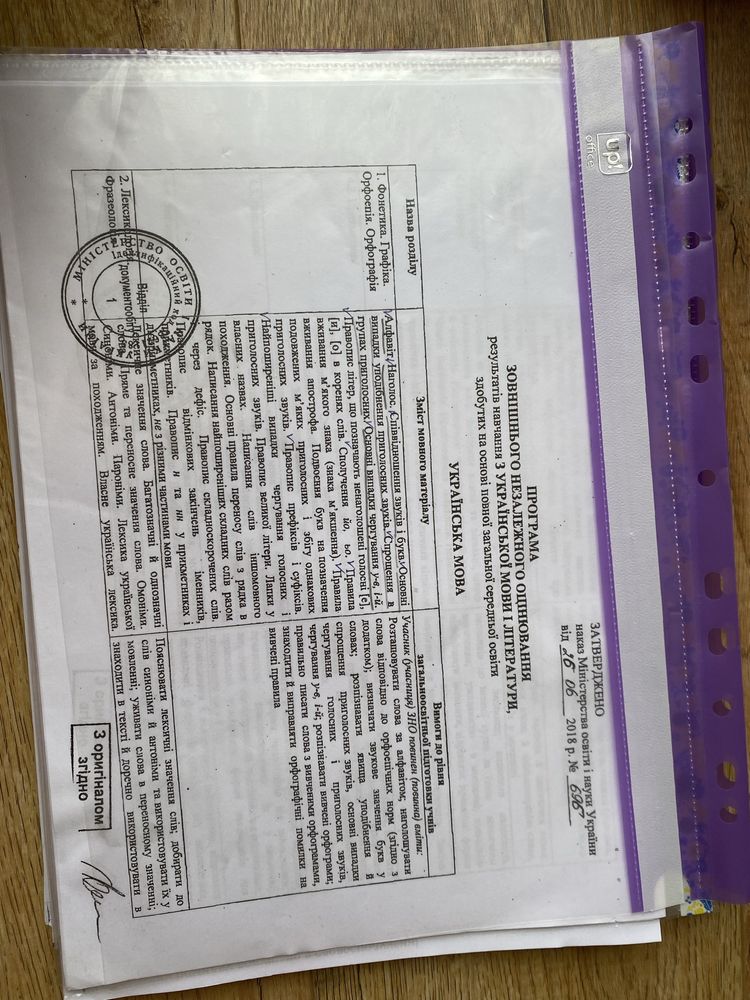 up!
office
ЗАТВЕРДЖЕНО
наказ Міністерства освіти і науки України
від 26 06 2018 р. № 696
ПРОГРАМА
ЗОВНІШНЬОГО НЕЗАЛЕЖНОГО ОЦІНЮВАННЯ
результатів навчання З УКРАЇНСЬКОЇ МОВИ І ЛІТЕРАТУРИ,
здобутих на основі повної загальної середньої освіти
УКРАЇНСЬКА МОВА
Назва розділу
Зміст мовного матеріалу
Вимоги до рівня
загальноосвітньої підготовки учнів
1. Фонетика. Графіка.
Орфоепія. Орфографія
Алфавіт. Наголос. Співвідношення звуків і букв. Основні
випадки уподібнення приголосних звуків. Спрощення в
групах приголосних. Основні випадки чергування у-в, і-й.
Правопис літер, що позначають ненаголошені голосні [е],
[и], [о] в коренях слів. Сполучення йо, ьо. Правила
вживання м'якого знака (знака м'якшення). Правила
вживання апострофа. Подвоєння букв на позначення
подовжених м'яких приголосних і збігу однакових
приголосних звуків. Правопис префіксів і суфіксів.
Найпоширеніші випадки чергування голосних і
приголосних звуків. Правопис великої літери. Лапки у
власних назвах. Написання слів іншомовного
походження. Основні правила переносу слів з рядка в
рядок. Написання найпоширеніших складних слів разом
через дефіс. Правопис складноскорочених слів.
Правопис відмінкових закінчень іменників,
прикметників. Правопис н та нн у прикметниках і
дієприкметниках, не з різними частинами мови
Учасник (учасниця) ЗНО повинен (повинна) вміти:
Розташовувати слова за алфавітом; наголошувати
слова відповідно до орфоепічних норм (згідно з
додатком); визначати звукове значення букв у
словах; розпізнавати явища уподібнення й
спрощення приголосних звуків, основні випадки
чергування голосних і приголосних звуків,
чергування у-в, і-й; розпізнавати вивчені орфограми;
правильно писати слова з вивченими орфограмами,
знаходити й виправляти орфографічні помилки на
вивчені правила
2. Лексикологія.
Фразеологія
Лексичне значення слова. Багатозначні й однозначні
слова. Пряме та переносне значення слова. Омоніми.
Синоніми. Антоніми. Пароніми. Лексика української
мови за походженням. Власне українська лексика.
Пояснювати лексичні значення слів; добирати до
слів синоніми й антоніми та використовувати їх у
мовленні; уживати слова в переносному значенні;
знаходити в тексті й доречно використовувати в
МІНІСТЕРСТВО ОСВІТИ І
Ідентифікаційний код
Відділ
документообігу
1
З оригіналом
згідно